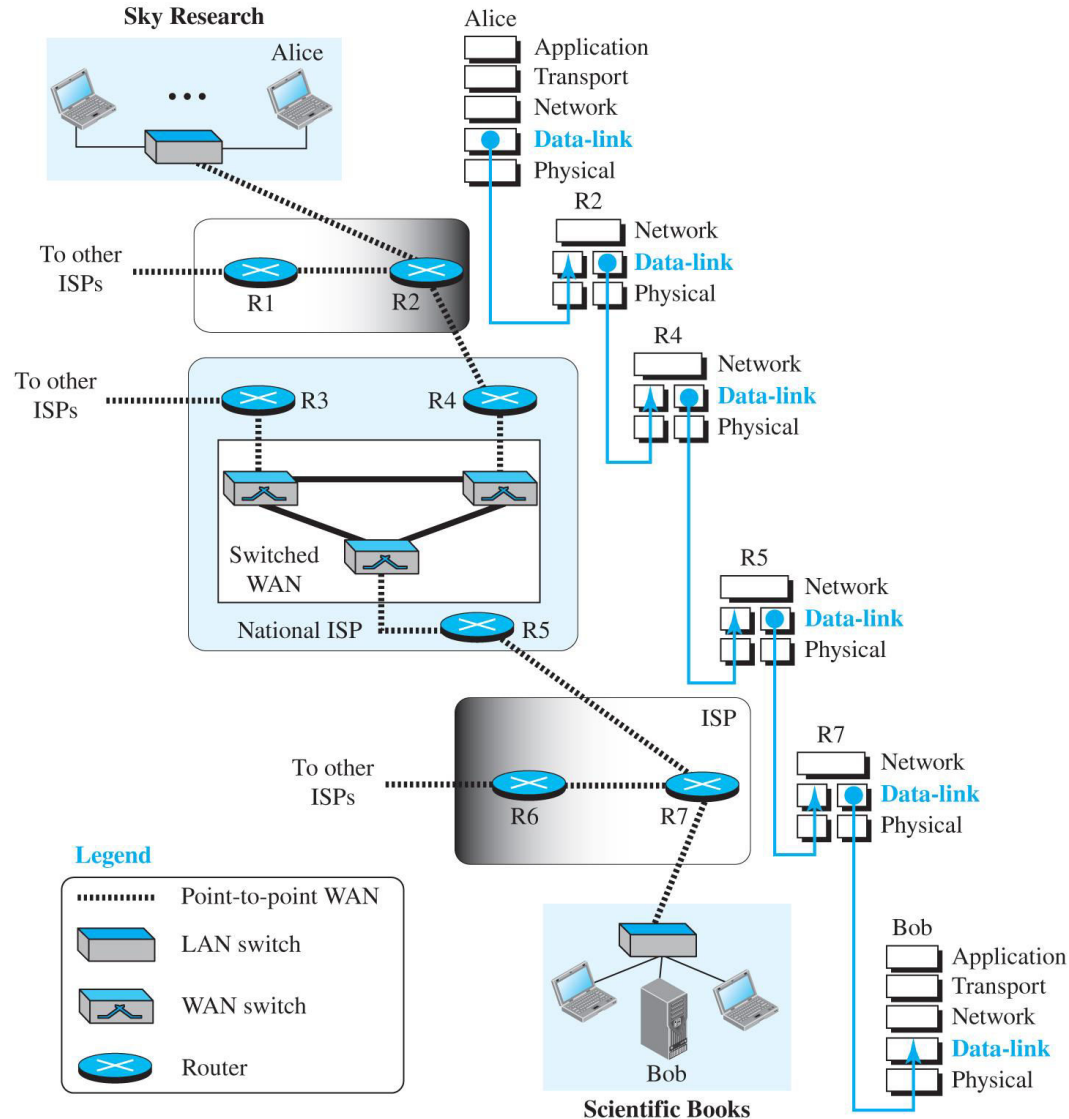 Sky Research
Alice
Alice
Application
Transport
Network
Data-link
Physical
R2
Network
Data-link
Physical
To other
ISPs
R1
R2
R4
Network
Data-link
Physical
To other
ISPs
R3
R4
Switched
WAN
National ISP
R5
R5
Network
Data-link
Physical
ISP
To other
ISPs
R6
R7
R7
Network
Data-link
Physical
Legend
Point-to-point WAN
LAN switch
WAN switch
Router
Bob
Scientific Books
Bob
Application
Transport
Network
Data-link
Physical